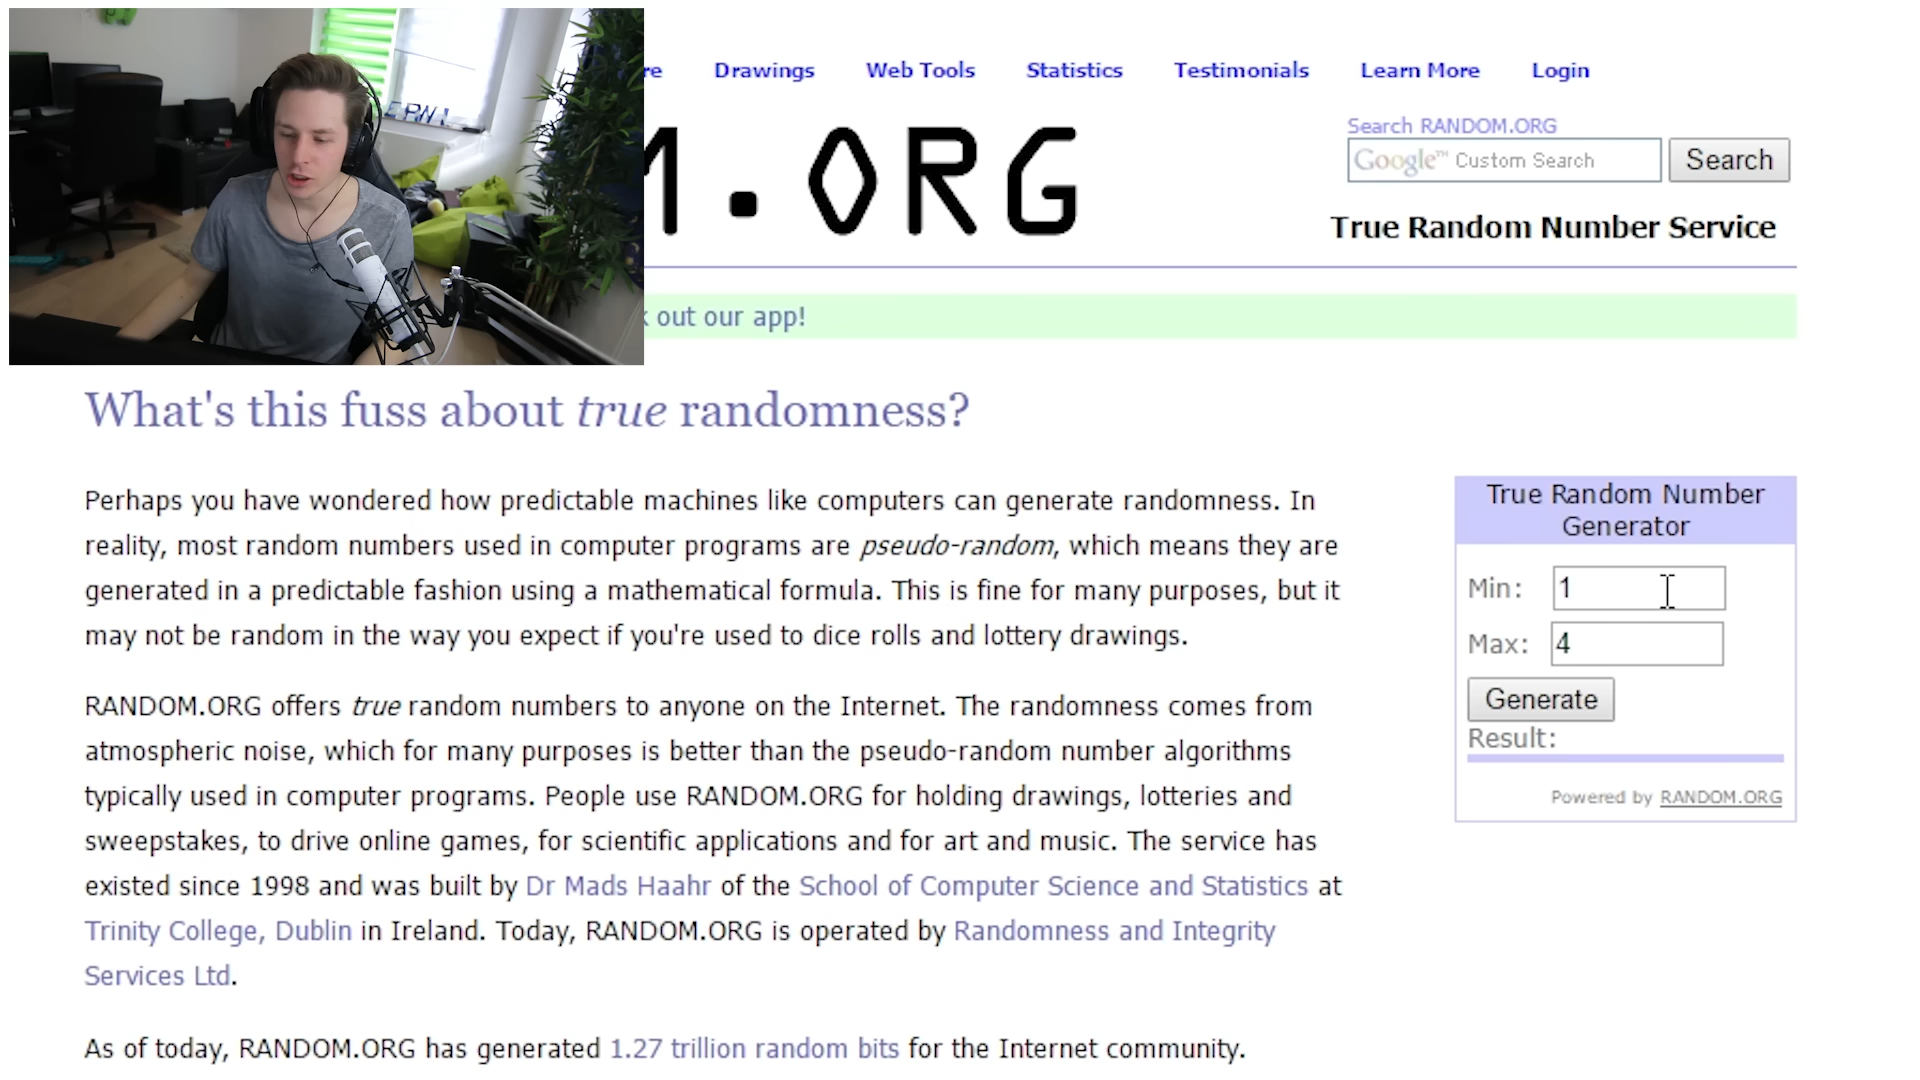 re Drawings Web Tools Statistics Testimonials Learn More Login
Search RANDOM.ORG
Google™ Custom Search Search
.ORG
True Random Number Service
out our app!
What's this fuss about true randomness?
Perhaps you have wondered how predictable machines like computers can generate randomness. In
reality, most random numbers used in computer programs are pseudo-random, which means they are
generated in a predictable fashion using a mathematical formula. This is fine for many purposes, but it
may not be random in the way you expect if you're used to dice rolls and lottery drawings.
RANDOM.ORG offers true random numbers to anyone on the Internet. The randomness comes from
atmospheric noise, which for many purposes is better than the pseudo-random number algorithms
typically used in computer programs. People use RANDOM.ORG for holding drawings, lotteries and
sweepstakes, to drive online games, for scientific applications and for art and music. The service has
existed since 1998 and was built by Dr Mads Haahr of the School of Computer Science and Statistics at
Trinity College, Dublin in Ireland. Today, RANDOM.ORG is operated by Randomness and Integrity
Services Ltd.
As of today, RANDOM.ORG has generated 1.27 trillion random bits for the Internet community.
True Random Number
Generator
Min: 1
Max: 4
Generate
Result:
Powered by RANDOM.ORG